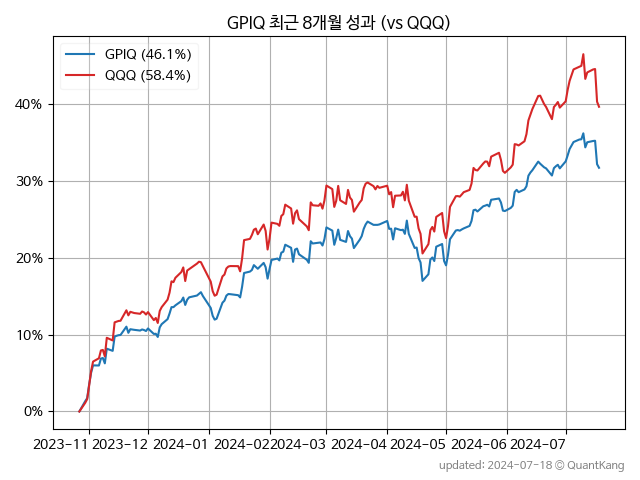 GPIQ 최근 8개월 성과 (vs QQQ)
GPIQ (46.1%)
QQQ (58.4%)
40%
30%
20%
10%
0%
2023-11 2023-12 2024-01 2024-02 2024-03 2024-04 2024-05 2024-06 2024-07
updated: 2024-07-18 © QuantKang